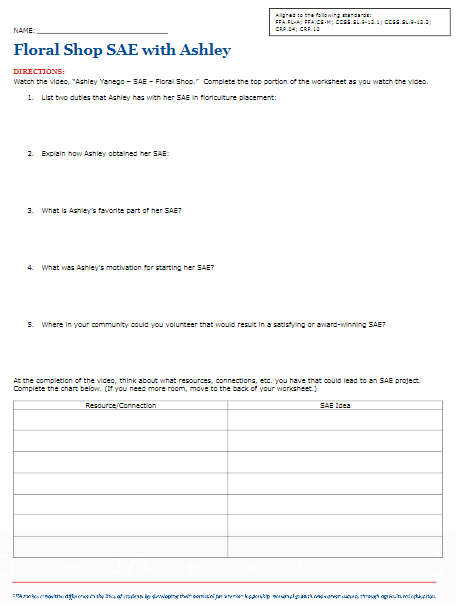 Aligned to the following standards:
FFA.PL-A; FFA.CS-M; CCSS.SL.9-12.1; CCSS.SL.9-12.2;
CRP.04; CRP.10
NAME:
Floral Shop SAE with Ashley
DIRECTIONS:
Watch the video, "Ashley Yanego – SAE – Floral Shop." Complete the top portion of the worksheet as you watch the video.
1. List two duties that Ashley has with her SAE in floriculture placement:
2. Explain how Ashley obtained her SAE:
3. What is Ashley's favorite part of her SAE?
4. What was Ashley's motivation for starting her SAE?
5. Where in your community could you volunteer that would result in a satisfying or award-winning SAE?
At the completion of the video, think about what resources, connections, etc. you have that could lead to an SAE project.
Complete the chart below. (If you need more room, move to the back of your worksheet.)
Resource/Connection SAE Idea
FFA makes a positive difference in the lives of students by developing their potential for premier leadership, personal growth and career success through agricultural education.